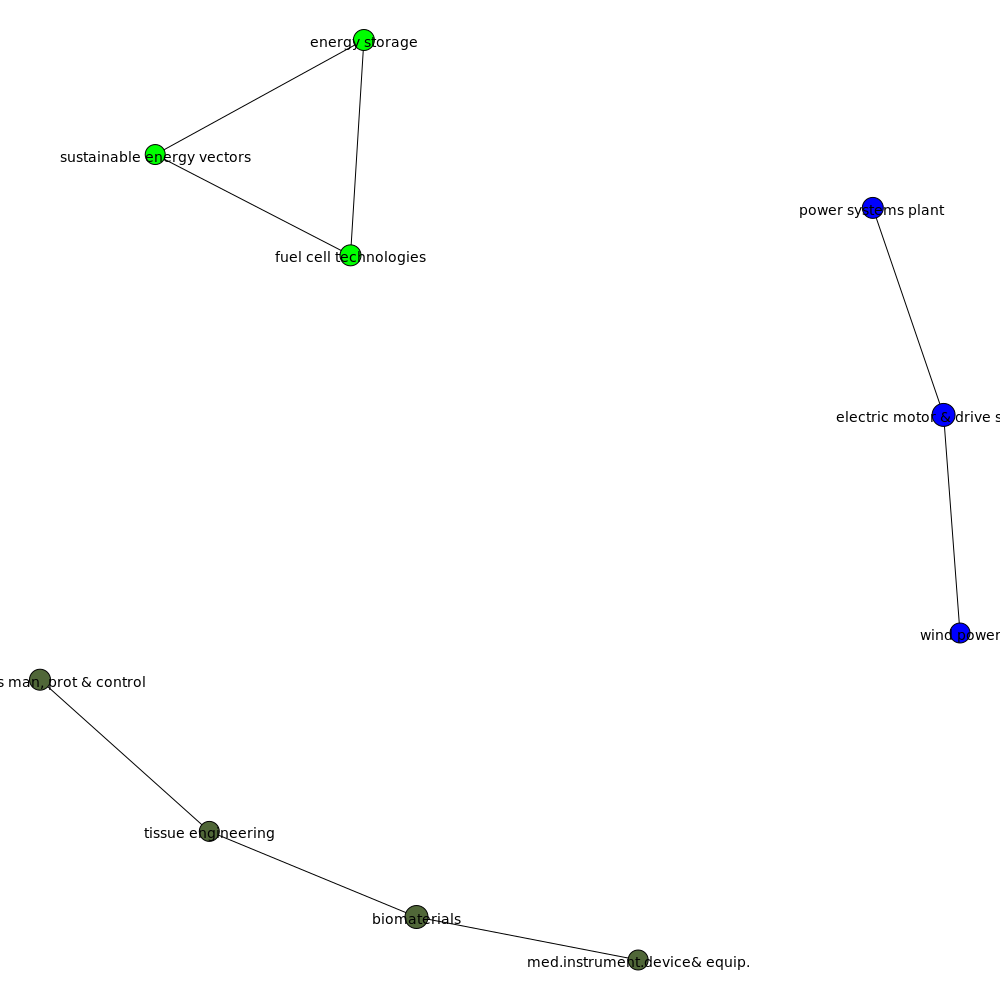 energy storage
sustainable energy vectors
power systems plant
fuel cell technologies
electric motor & drive s
wind power
s man, prot & control
tissue engineering
biomaterials
med.instrument.device& equip.